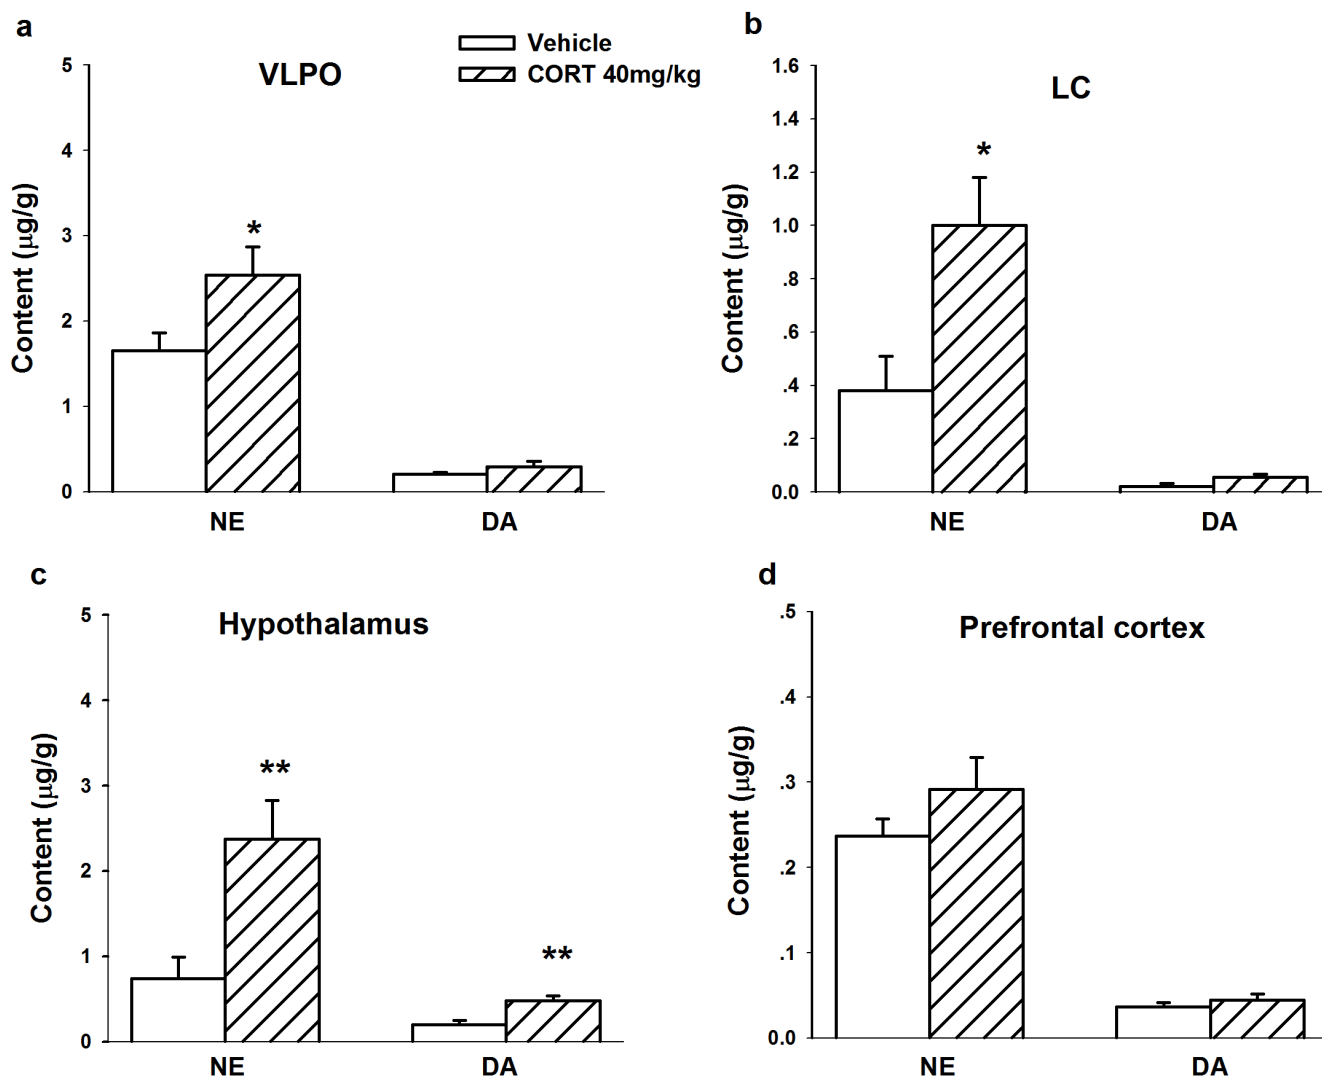 a
VLPO
Vehicle
CORT 40mg/kg
Content (μg/g)
5
4
3
2
1
0
*
NE
DA
b
LC
Content (μg/g)
1.6
1.4
1.2
1.0
.8
.6
.4
.2
0.0
*
NE
DA
c
Hypothalamus
Content (μg/g)
5
4
3
2
1
0
**
**
NE
DA
d
Prefrontal cortex
Content (μg/g)
.5
.4
.3
.2
.1
0.0
NE
DA